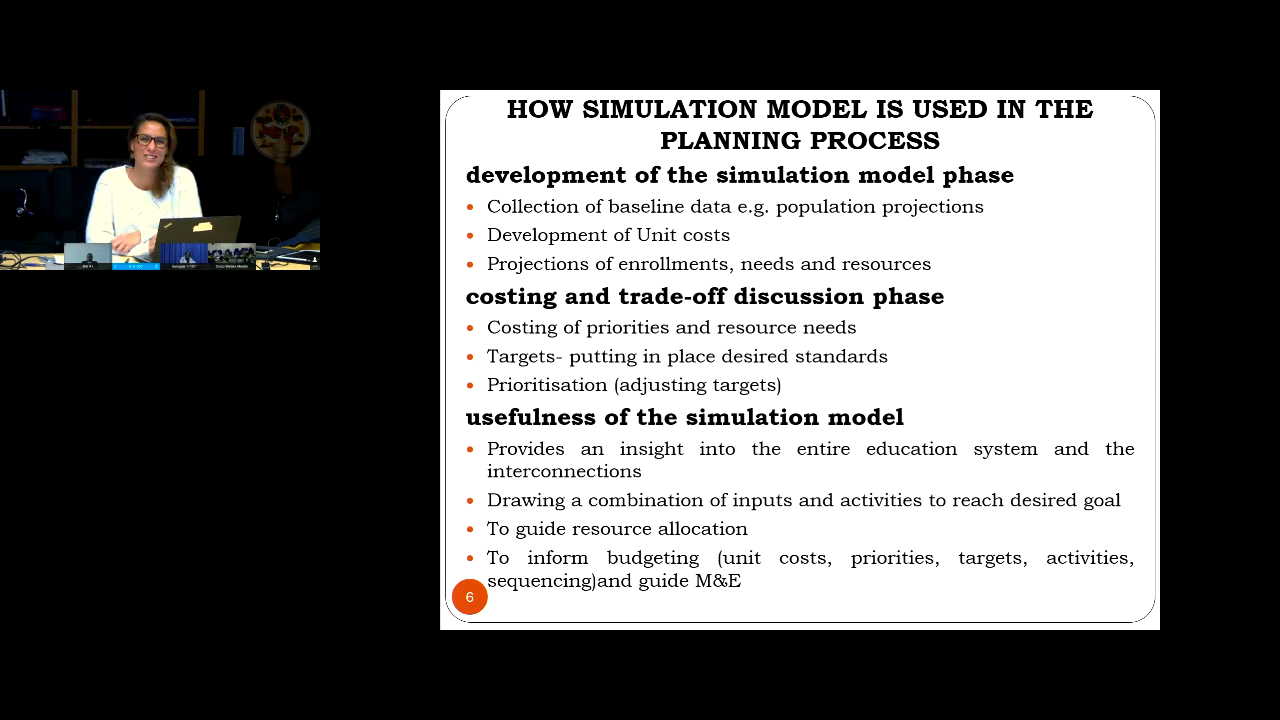 HOW SIMULATION MODEL IS USED IN THE
PLANNING PROCESS
development of the simulation model phase
• Collection of baseline data e.g. population projections
• Development of Unit costs
• Projections of enrollments, needs and resources
costing and trade-off discussion phase
• Costing of priorities and resource needs
• Targets- putting in place desired standards
• Prioritisation (adjusting targets)
usefulness of the simulation model
• Provides an insight into the entire education system and the
interconnections
• Drawing a combination of inputs and activities to reach desired goal
• To guide resource allocation
• To inform budgeting (unit costs, priorities, targets, activities,
sequencing)and guide M&E
6